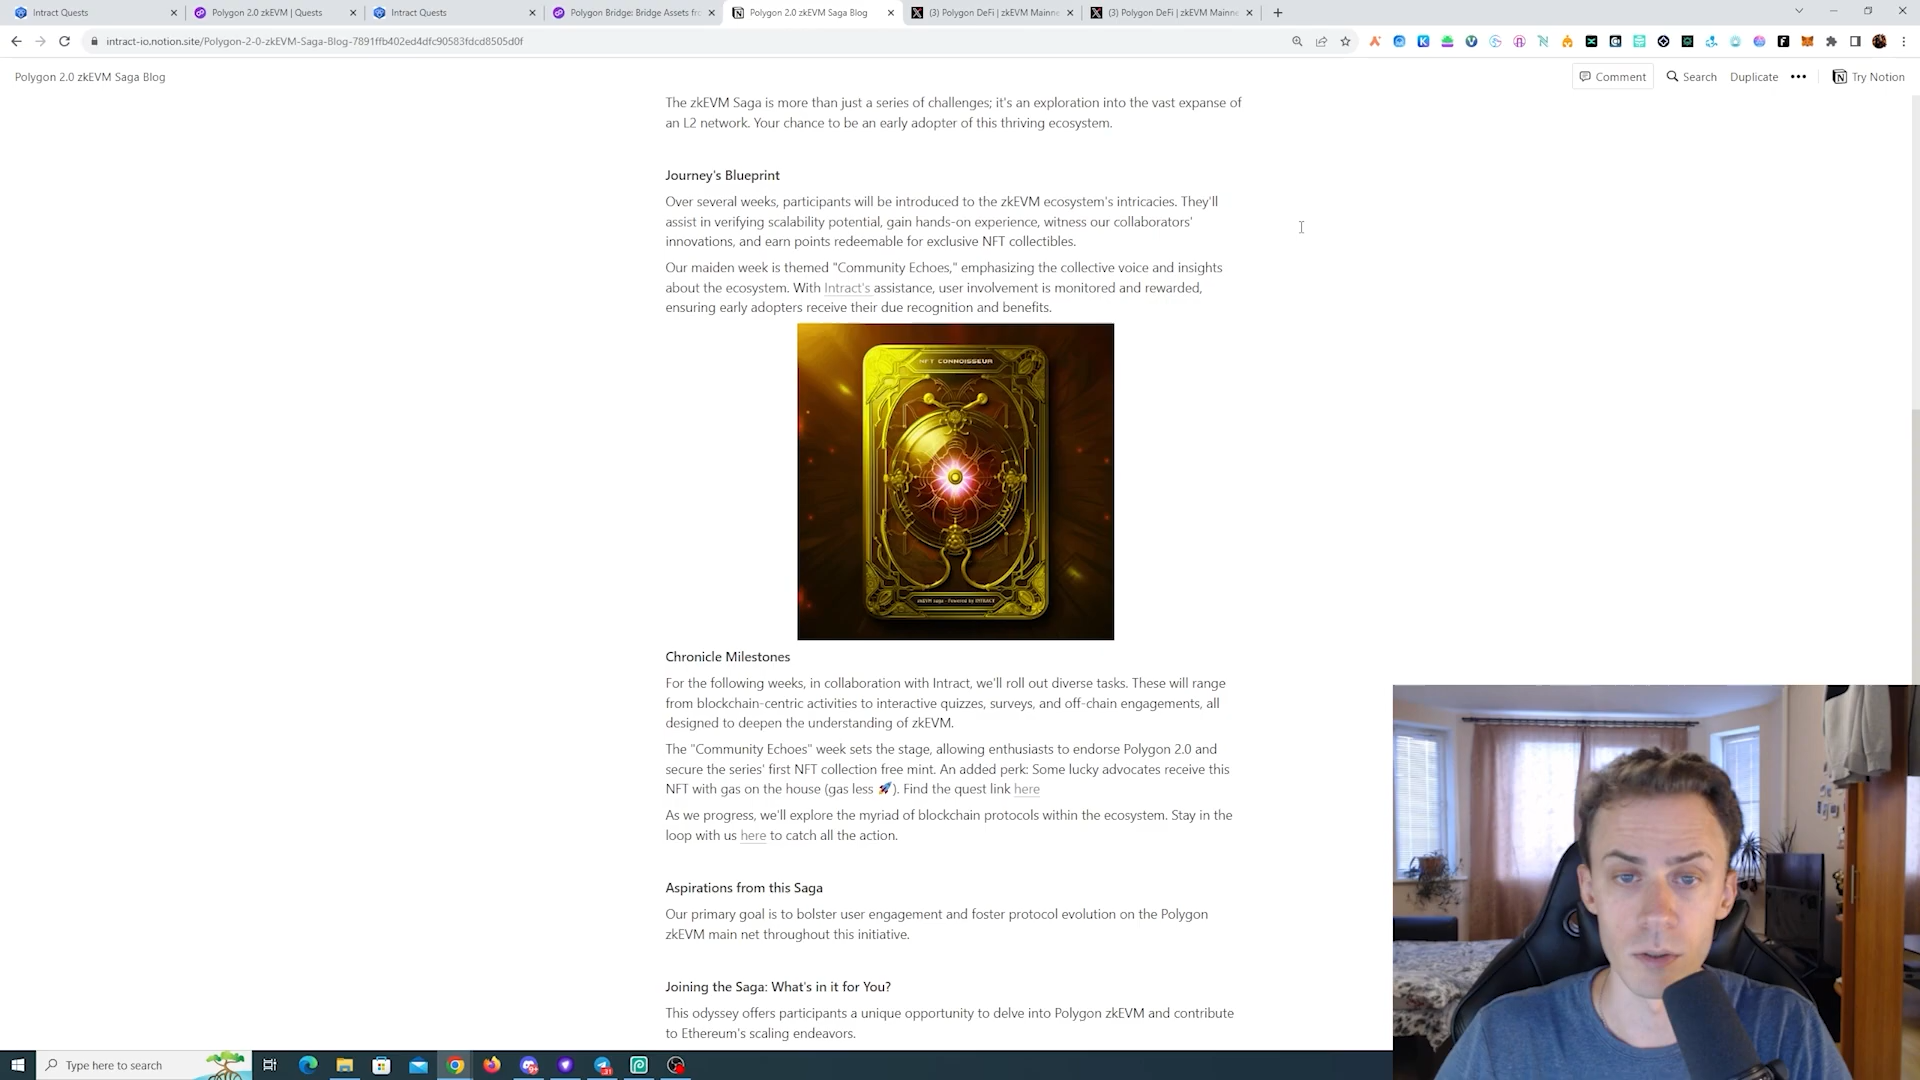 Intract Quests
Polygon 2.0 zkEVM | Quests
Intract Quests
Polygon Bridge: Bridge Assets fro
Polygon 2.0 zkEVM Saga Blog
(3) Polygon DeFi | zkEVM Mainne
(3) Polygon DeFi | zkEVM Mainne
intract-io.notion.site/Polygon-2-0-zkEVM-Saga-Blog-7891ffb402ed4dfc90583fdcd8505d0f
Polygon 2.0 zkEVM Saga Blog
Comment
Search
Duplicate
Try Notion
The zkEVM Saga is more than just a series of challenges; it's an exploration into the vast expanse of
an L2 network. Your chance to be an early adopter of this thriving ecosystem.
Journey's Blueprint
Over several weeks, participants will be introduced to the zkEVM ecosystem's intricacies. They'll
assist in verifying scalability potential, gain hands-on experience, witness our collaborators'
innovations, and earn points redeemable for exclusive NFT collectibles.
Our maiden week is themed "Community Echoes," emphasizing the collective voice and insights
about the ecosystem. With Intract's assistance, user involvement is monitored and rewarded,
ensuring early adopters receive their due recognition and benefits.
NFT CONNOISSEUR
zkEVM saga - Powered by INTRACT
Chronicle Milestones
For the following weeks, in collaboration with Intract, we'll roll out diverse tasks. These will range
from blockchain-centric activities to interactive quizzes, surveys, and off-chain engagements, all
designed to deepen the understanding of zkEVM.
The "Community Echoes" week sets the stage, allowing enthusiasts to endorse Polygon 2.0 and
secure the series' first NFT collection free mint. An added perk: Some lucky advocates receive this
NFT with gas on the house (gas less 🚀). Find the quest link here
As we progress, we'll explore the myriad of blockchain protocols within the ecosystem. Stay in the
loop with us here to catch all the action.
Aspirations from this Saga
Our primary goal is to bolster user engagement and foster protocol evolution on the Polygon
zkEVM main net throughout this initiative.
Joining the Saga: What's in it for You?
This odyssey offers participants a unique opportunity to delve into Polygon zkEVM and contribute
to Ethereum's scaling endeavors.
Type here to search